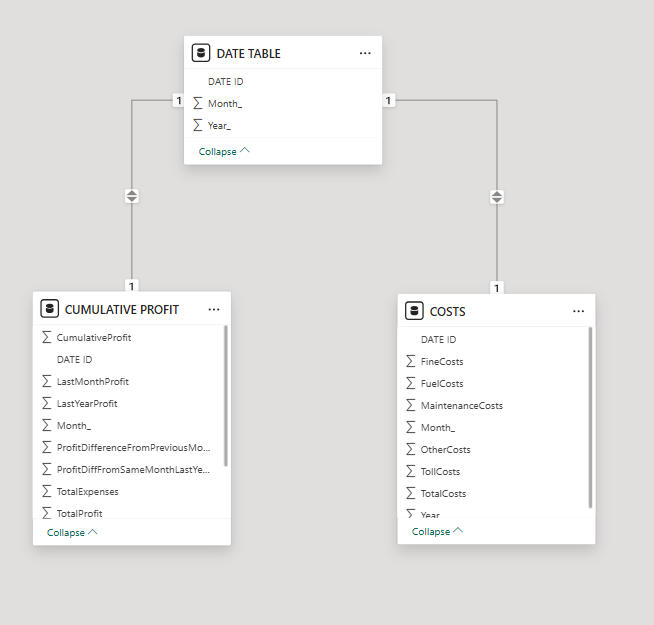 DATE TABLE
DATE ID
Month_
Year_
Collapse
1
1
1
1
CUMULATIVE PROFIT
CumulativeProfit
DATE ID
LastMonthProfit
LastYearProfit
Month_
ProfitDifferenceFromPreviousMo...
ProfitDiffFromSameMonthLastYe...
TotalExpenses
TotalProfit
Collapse
COSTS
DATE ID
FineCosts
FuelCosts
MaintenanceCosts
Month_
OtherCosts
TollCosts
TotalCosts
Year
Collapse